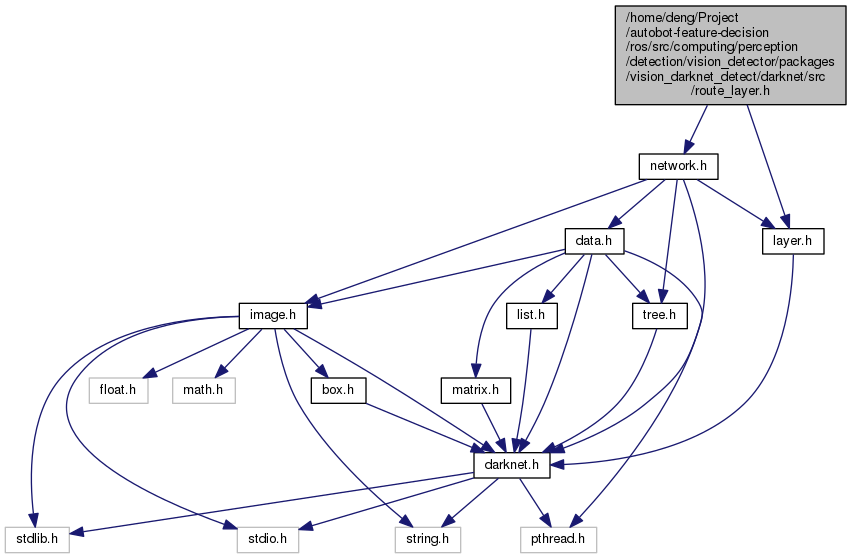 /home/deng/Project
/autobot-feature-decision
/ros/src/computing/perception
/detection/vision_detector/packages
/vision_darknet_detect/darknet/src
/route_layer.h
network.h
data.h
layer.h
image.h
list.h
tree.h
float.h
math.h
box.h
matrix.h
darknet.h
stdlib.h
stdio.h
string.h
pthread.h